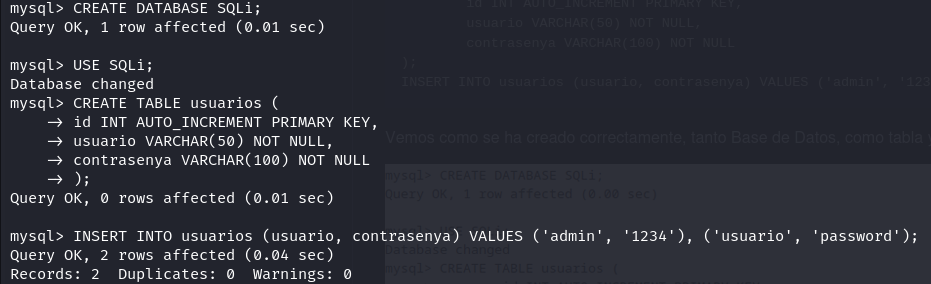 mysql> CREATE DATABASE SQLi;
Query OK, 1 row affected (0.01 sec)
mysql> USE SQLi;
Database changed
mysql> CREATE TABLE usuarios (
    → id INT AUTO_INCREMENT PRIMARY KEY,
    → usuario VARCHAR(50) NOT NULL,
    → contrasenya VARCHAR(100) NOT NULL
    → );
Query OK, 0 rows affected (0.01 sec)
mysql> INSERT INTO usuarios (usuario, contrasenya) VALUES ('admin', '1234'), ('usuario', 'password');
Query OK, 2 rows affected (0.04 sec)
Records: 2  Duplicates: 0  Warnings: 0
id INT AUTO_INCREMENT PRIMARY KEY,
usuario VARCHAR(50) NOT NULL,
contrasenya VARCHAR(100) NOT NULL
);
INSERT INTO usuarios (usuario, contrasenya) VALUES ('admin', '123
Vemos como se ha creado correctamente, tanto Base de Datos, como tabla
mysql> CREATE DATABASE SQLi;
Query OK, 1 row affected (0.00 sec)
Database changed
mysql> CREATE TABLE usuarios (